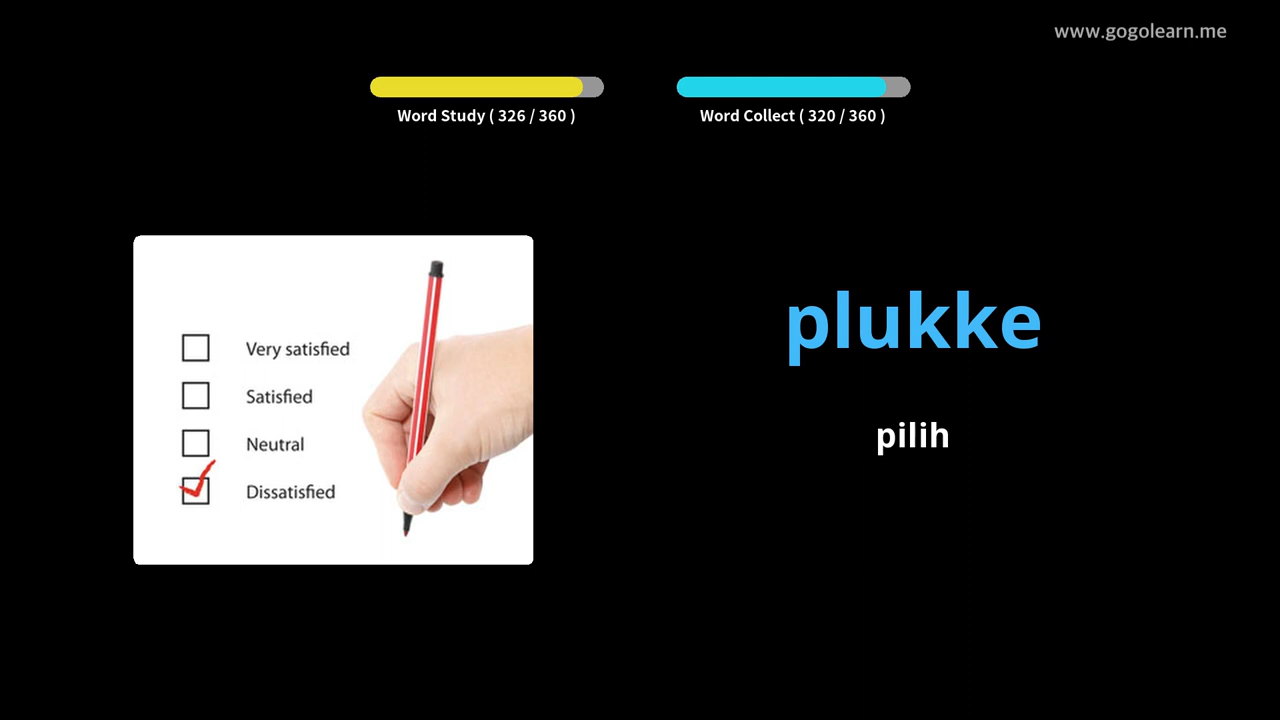 www.gogolearn.me
Word Study ( 326 / 360 )
Word Collect ( 320 / 360 )
Very satisfied
Satisfied
Neutral
Dissatisfied
plukke
pilih